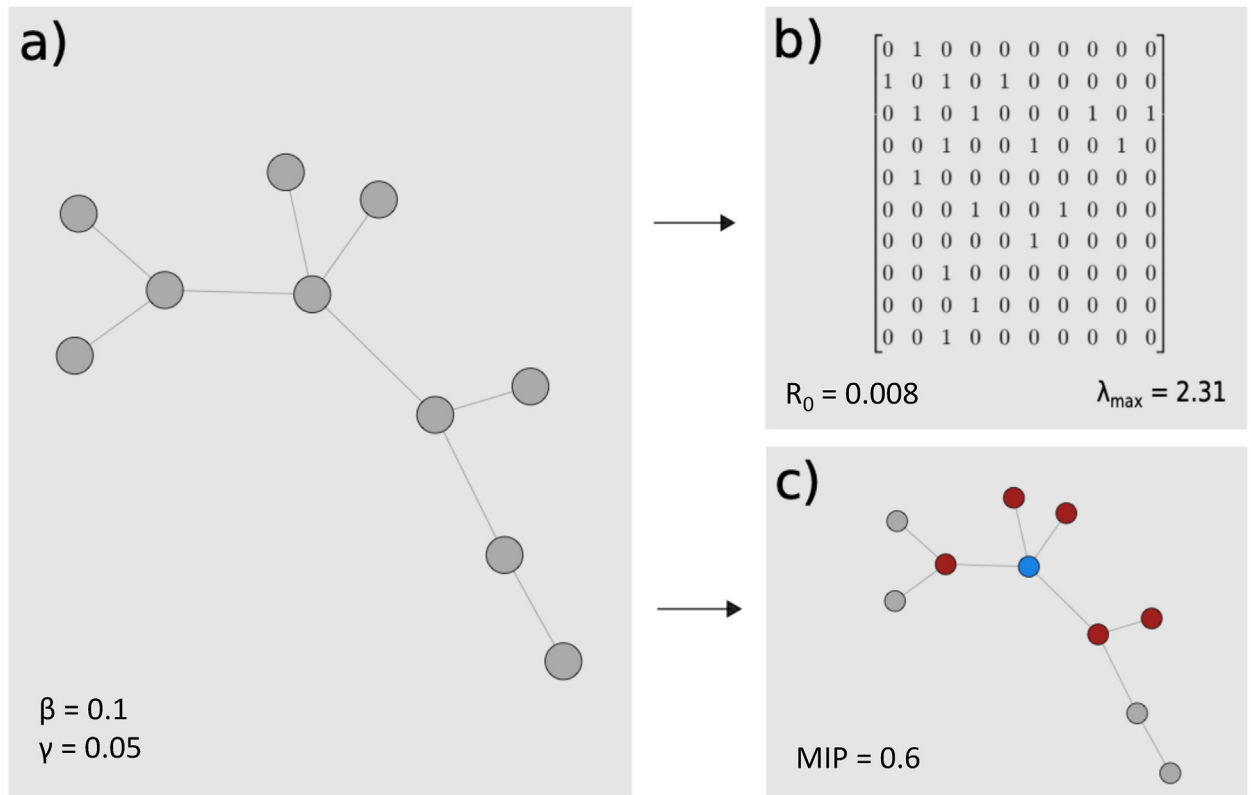 a)
β = 0.1
γ = 0.05
b)
0 1 0 0 0 0 0 0 0 0
1 0 1 0 1 0 0 0 0 0
0 1 0 1 0 0 0 1 0 1
0 0 1 0 0 1 0 0 1 0
0 1 0 0 0 0 0 0 0 0
0 0 0 1 0 0 1 0 0 0
0 0 0 0 0 1 0 0 0 0
0 0 1 0 0 0 0 0 0 0
0 0 0 1 0 0 0 0 0 0
0 0 1 0 0 0 0 0 0 0
R₀ = 0.008 λmax = 2.31
c)
MIP = 0.6